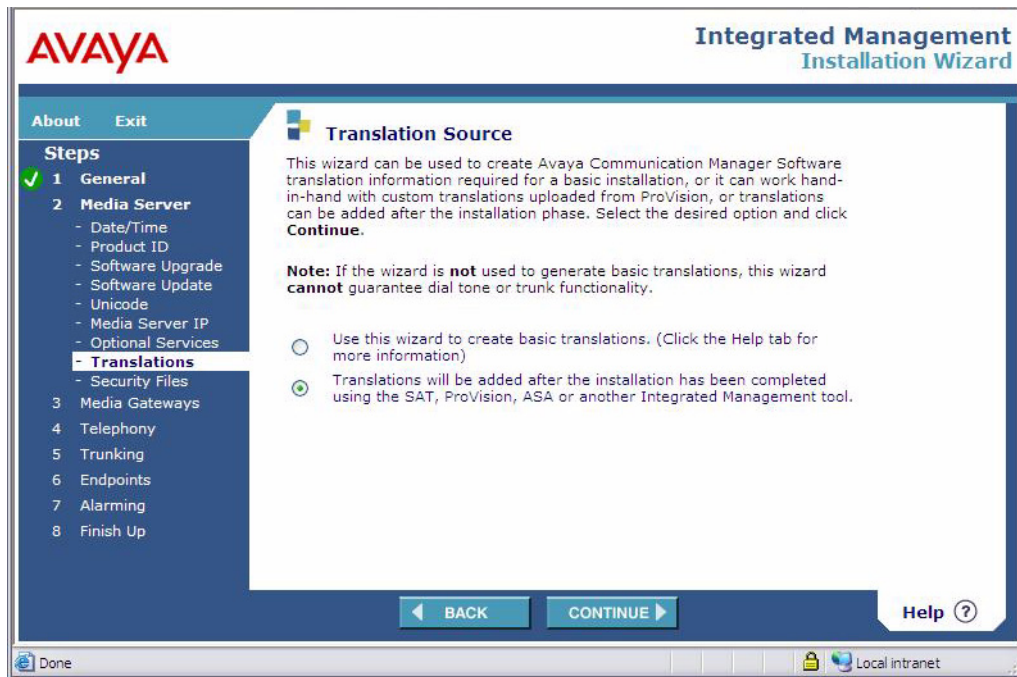 AVAYA
Integrated Management
Installation Wizard
About Exit
Steps
1 General
2 Media Server
- Date/Time
- Product ID
- Software Upgrade
- Software Update
- Unicode
- Media Server IP
- Optional Services
- Translations
- Security Files
3 Media Gateways
4 Telephony
5 Trunking
6 Endpoints
7 Alarming
8 Finish Up
Translation Source
This wizard can be used to create Avaya Communication Manager Software
translation information required for a basic installation, or it can work hand-
in-hand with custom translations uploaded from ProVision, or translations
can be added after the installation phase. Select the desired option and click
Continue.
Note: If the wizard is not used to generate basic translations, this wizard
cannot guarantee dial tone or trunk functionality.
Use this wizard to create basic translations. (Click the Help tab for
more information)
Translations will be added after the installation has been completed
using the SAT, ProVision, ASA or another Integrated Management tool.
BACK
CONTINUE
Help ?
Done
Local intranet